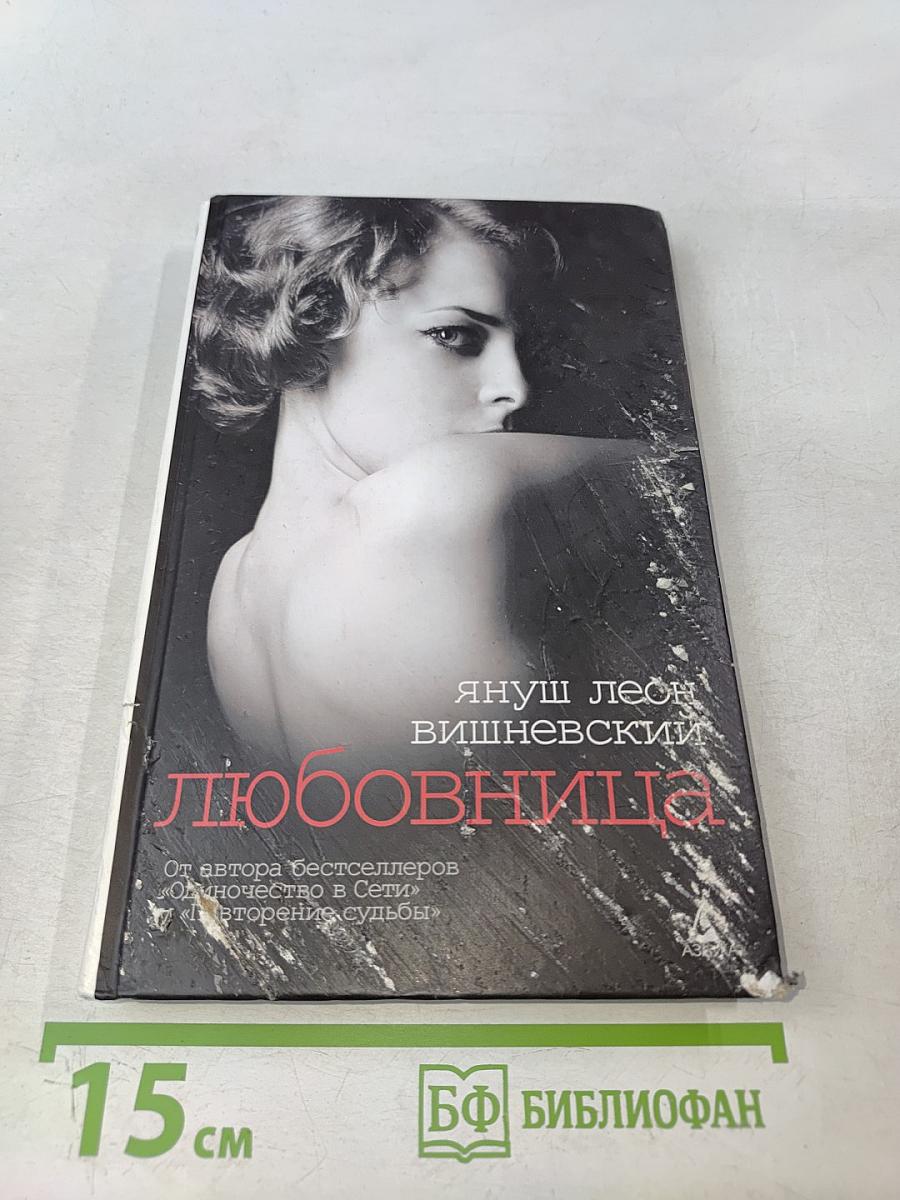 януш леон
вишневский
любовница
От автора бестселлеров
«Одиночество в Сети»
и «Повторение судьбы»
15 см
БФ БИБЛИОФАН